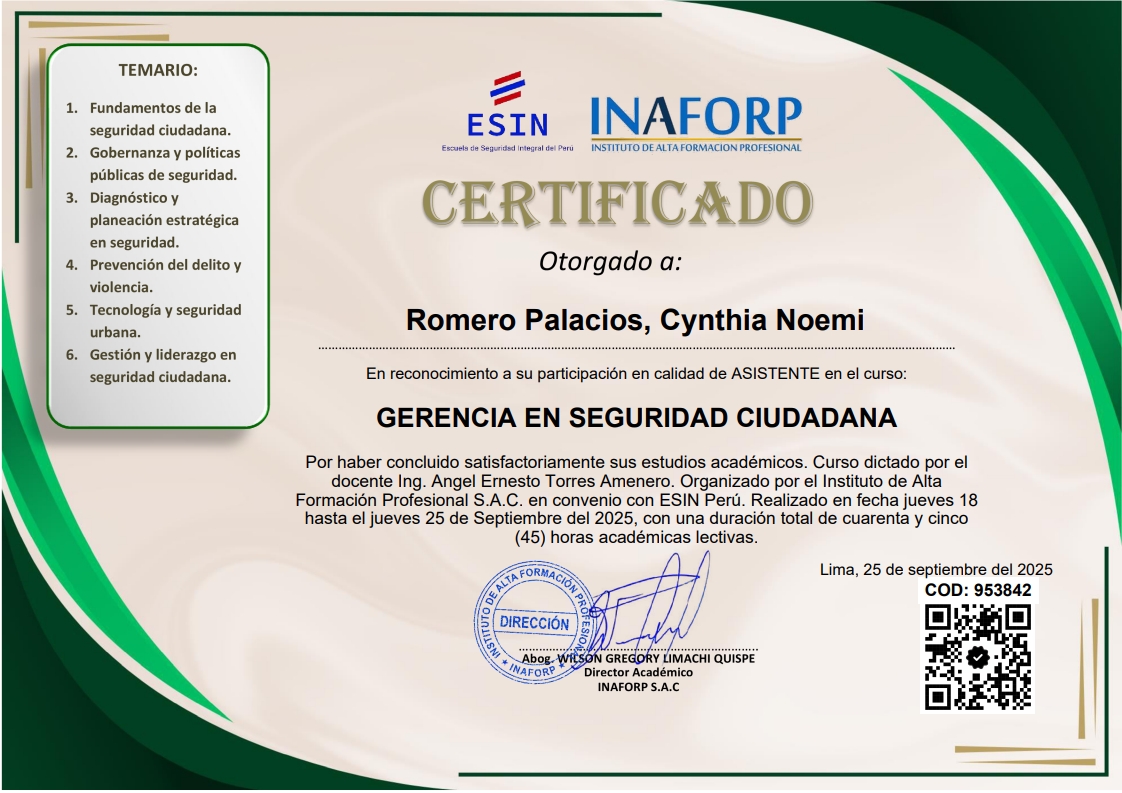 TEMARIO:
1. Fundamentos de la
seguridad ciudadana.
2. Gobernanza y políticas
públicas de seguridad.
3. Diagnóstico y
planeación estratégica
en seguridad.
4. Prevención del delito y
violencia.
5. Tecnología y seguridad
urbana.
6. Gestión y liderazgo en
seguridad ciudadana.
ESIN
Escuela de Seguridad Integral del Perú
INAFORP
INSTITUTO DE ALTA FORMACION PROFESIONAL
CERTIFICADO
Otorgado a:
Romero Palacios, Cynthia Noemi
En reconocimiento a su participación en calidad de ASISTENTE en el curso:
GERENCIA EN SEGURIDAD CIUDADANA
Por haber concluido satisfactoriamente sus estudios académicos. Curso dictado por el
docente Ing. Angel Ernesto Torres Amenero. Organizado por el Instituto de Alta
Formación Profesional S.A.C. en convenio con ESIN Perú. Realizado en fecha jueves 18
hasta el jueves 25 de Septiembre del 2025, con una duración total de cuarenta y cinco
(45) horas académicas lectivas.
Lima, 25 de septiembre del 2025
COD: 953842
INSTITUTO DE ALTA FORMACIÓN PROFESIONAL
DIRECCIÓN
★ INAFORP ★
Abog. WILSON GREGORY LIMACHI QUISPE
Director Académico
INAFORP S.A.C